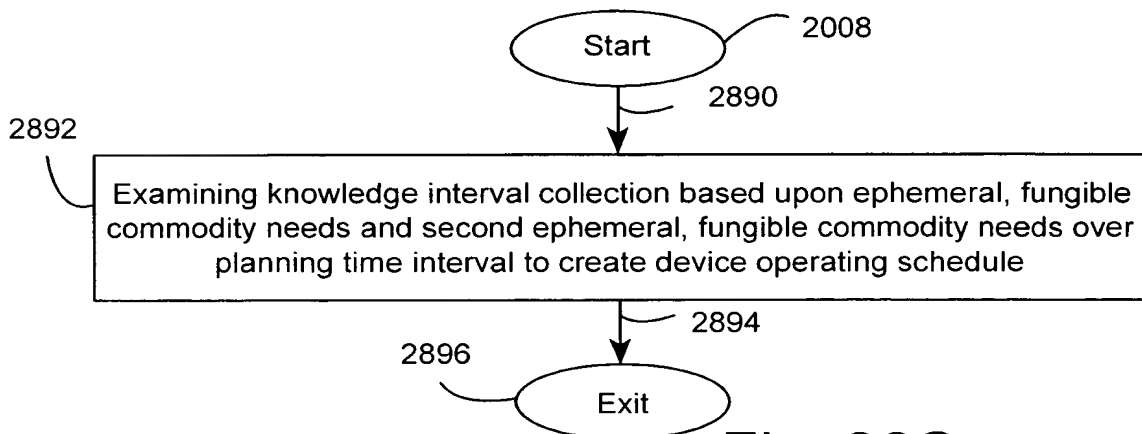 Start
2008
2890
2892
Examining knowledge interval collection based upon ephemeral, fungible
commodity needs and second ephemeral, fungible commodity needs over
planning time interval to create device operating schedule
2894
2896
Exit